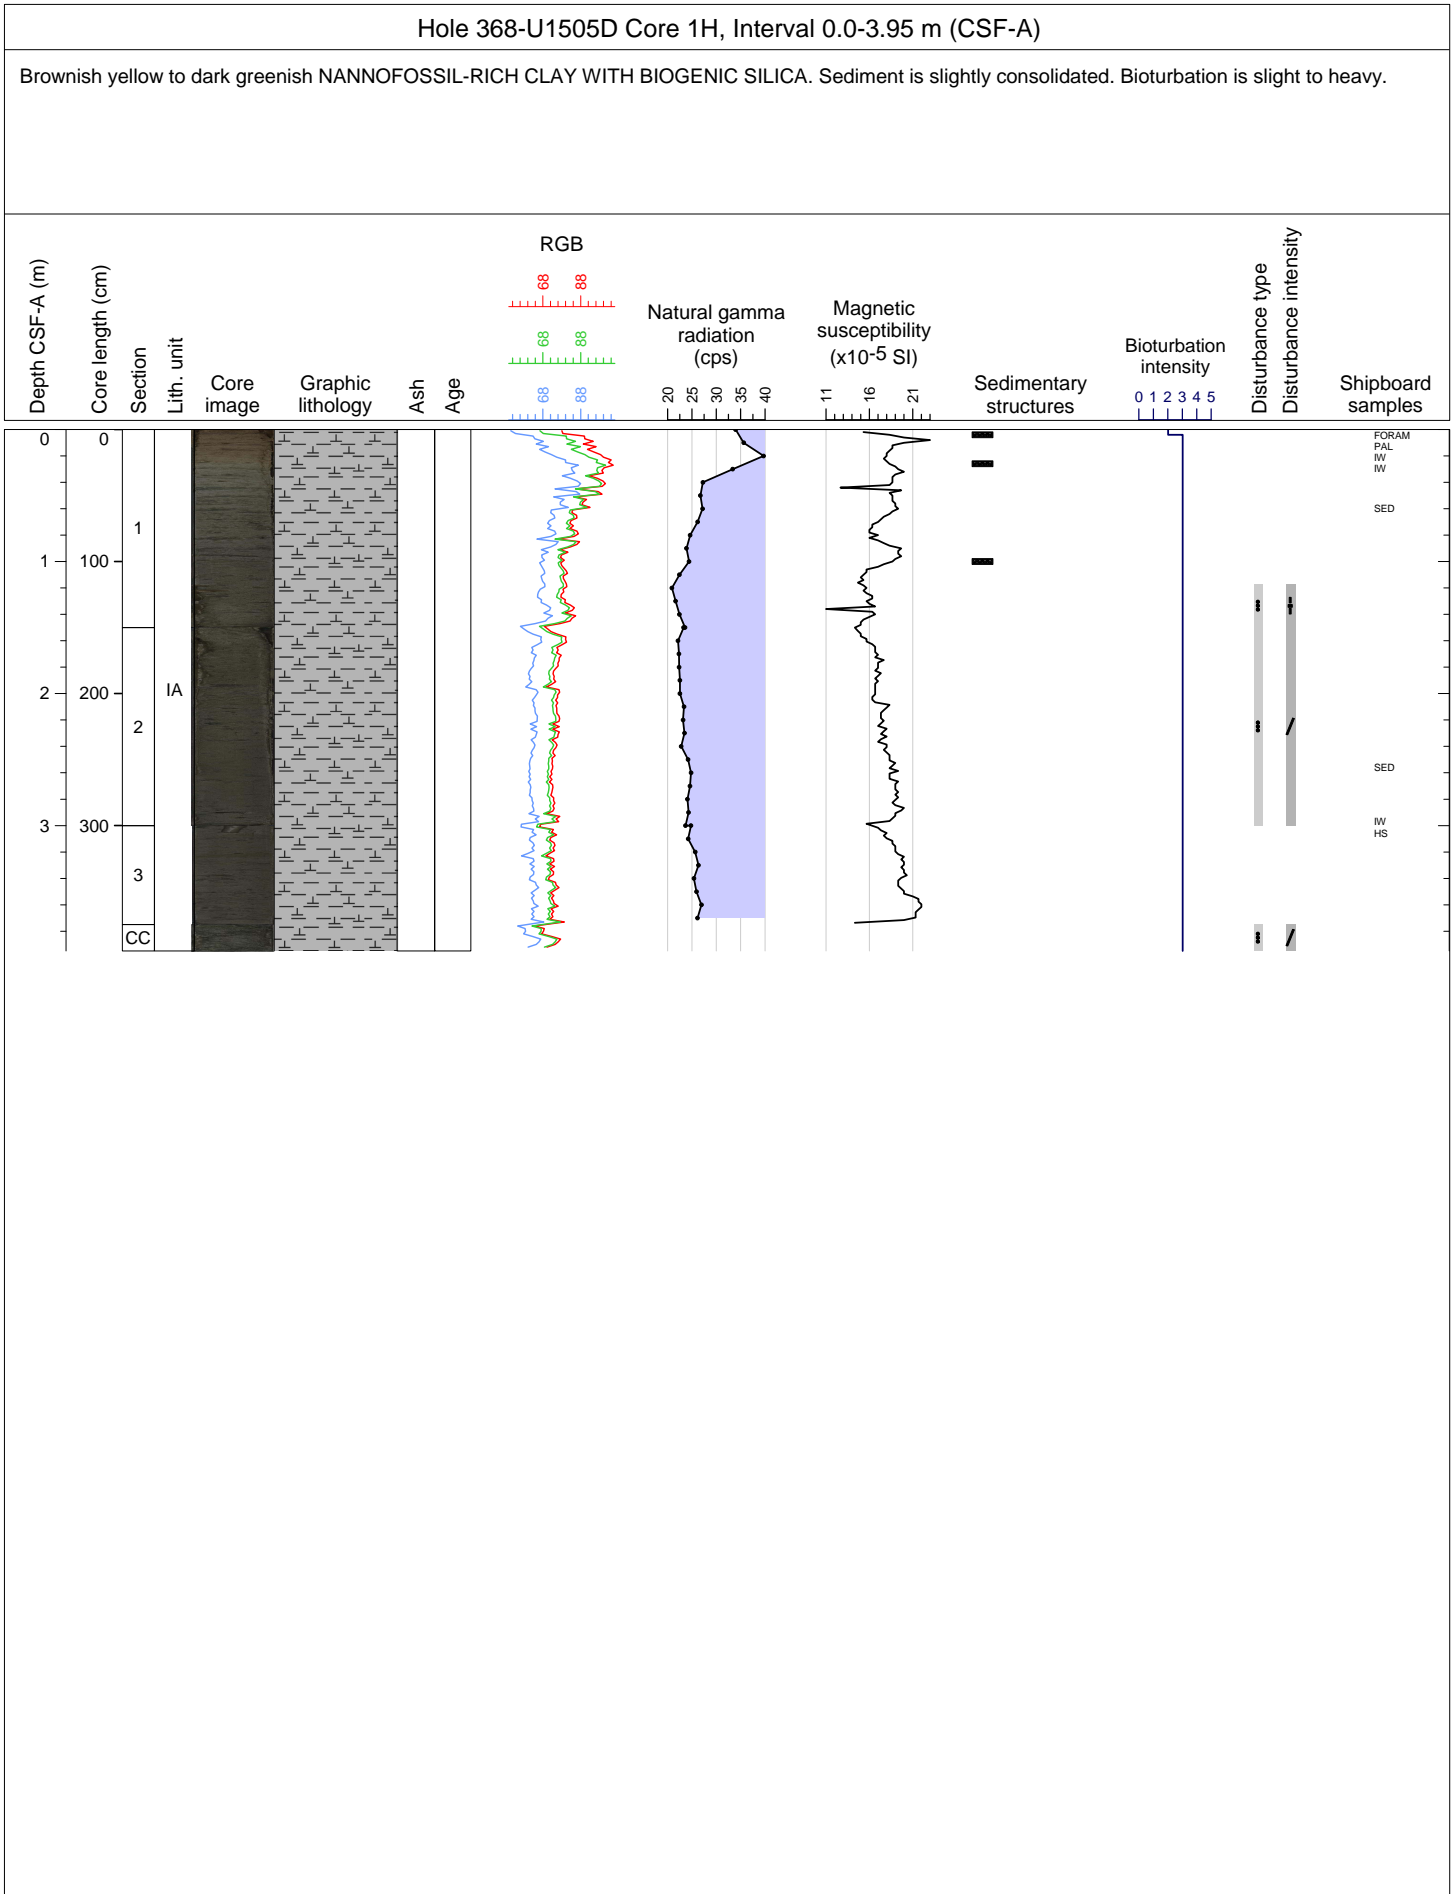 Hole 368-U1505D Core 1H, Interval 0.0-3.95 m (CSF-A)
Brownish yellow to dark greenish NANNOFOSSIL-RICH CLAY WITH BIOGENIC SILICA. Sediment is slightly consolidated. Bioturbation is slight to heavy.
Depth CSF-A (m)
Core length (cm)
Section
Lith. unit
Core
image
Graphic
lithology
Ash
Age
RGB
68 88
68 88
68 88
Natural gamma
radiation
(cps)
20 25 30 35 40
Magnetic
susceptibility
(x10-5 SI)
11 16 21
Sedimentary
structures
Bioturbation
intensity
0 1 2 3 4 5
Disturbance type
Disturbance intensity
Shipboard
samples
0 0
FORAM
PAL
IW
IW
SED
1
1 100
IA
2 200
2
SED
IW
3 300
HS
3
CC